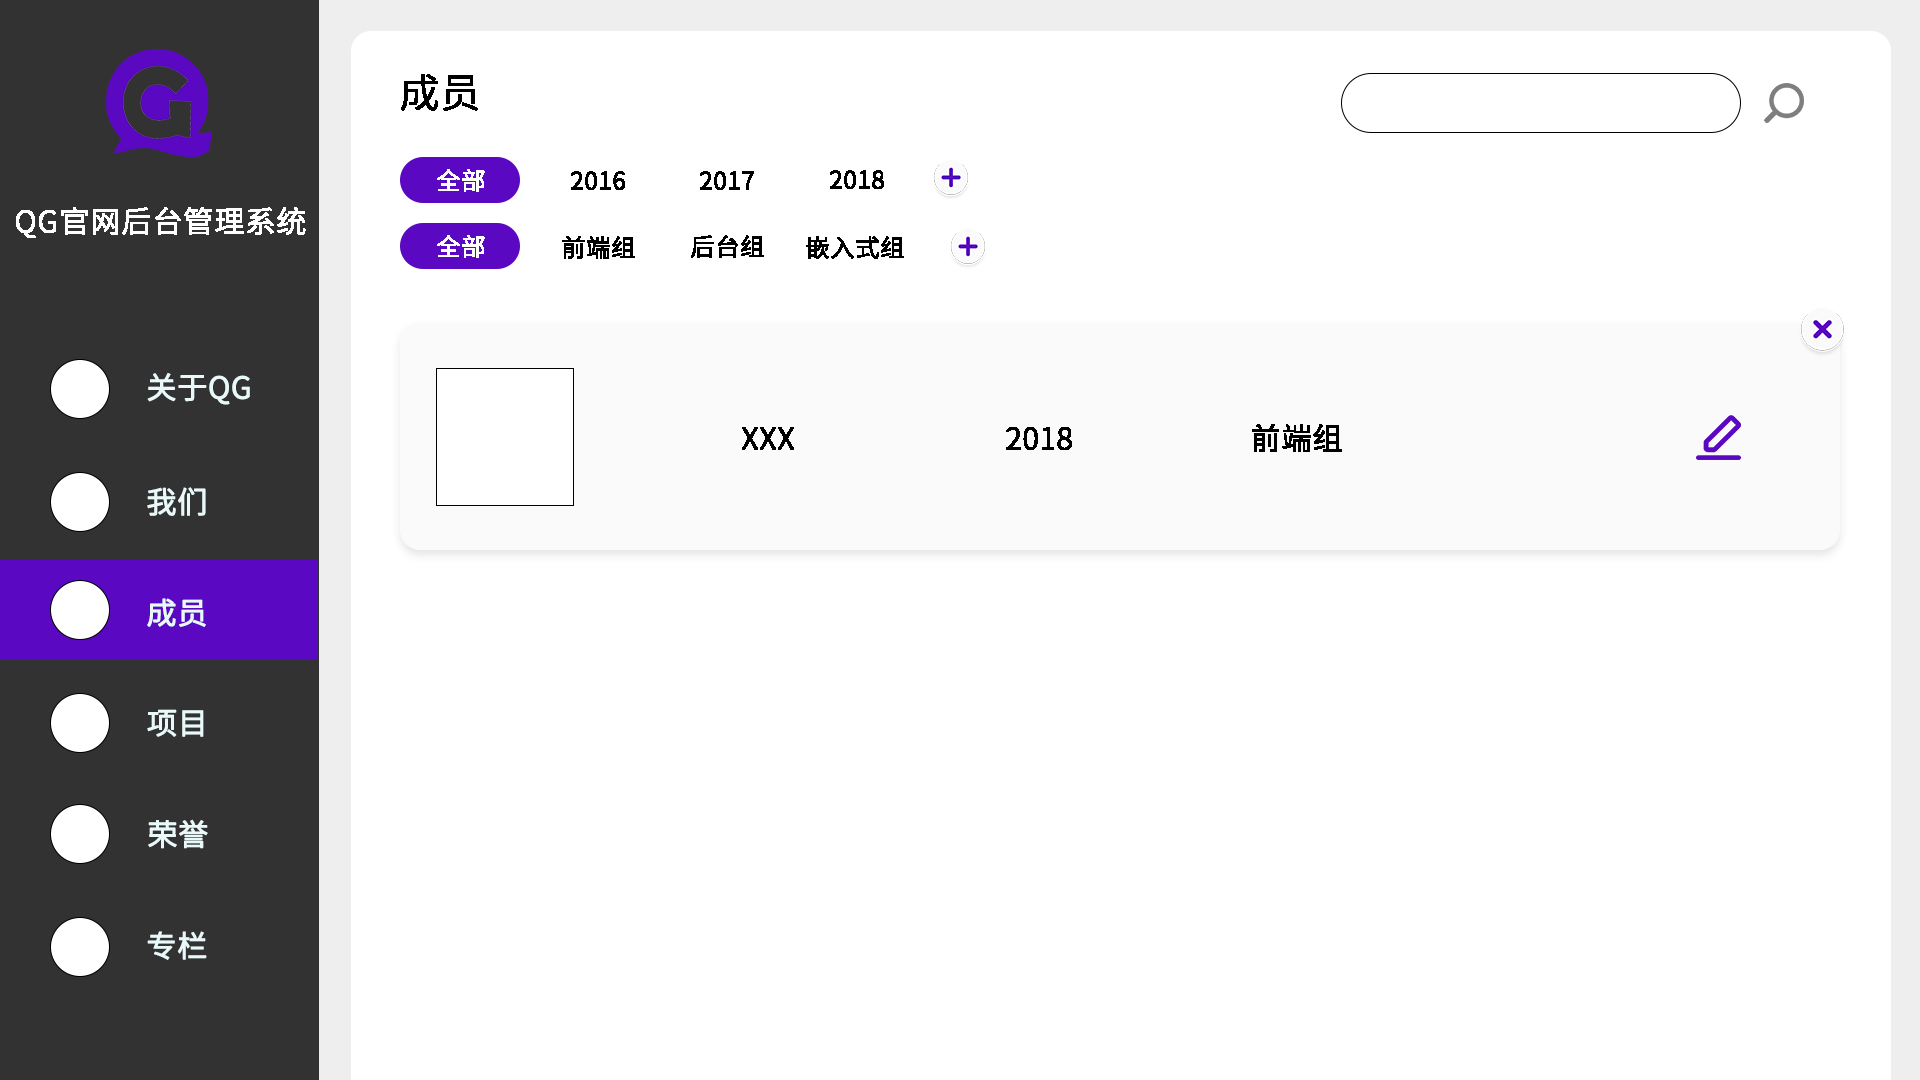 QG官网后台管理系统
关于QG
我们
成员
项目
荣誉
专栏
成员
全部 2016 2017 2018
全部 前端组 后台组 嵌入式组
XXX 2018 前端组